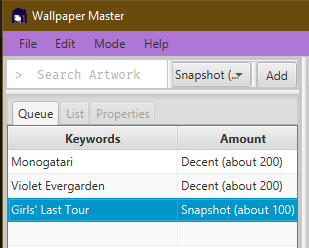 Wallpaper Master
File Edit Mode Help
> Search Artwork Snapshot (... Add
Queue List Properties
Keywords Amount
Monogatari Decent (about 200)
Violet Evergarden Decent (about 200)
Girls' Last Tour Snapshot (about 100)